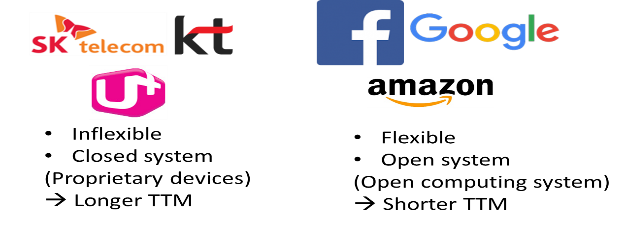 SK telecom kt
U+
• Inflexible
• Closed system
(Proprietary devices)
→ Longer TTM
f Google
amazon
• Flexible
• Open system
(Open computing system)
→ Shorter TTM